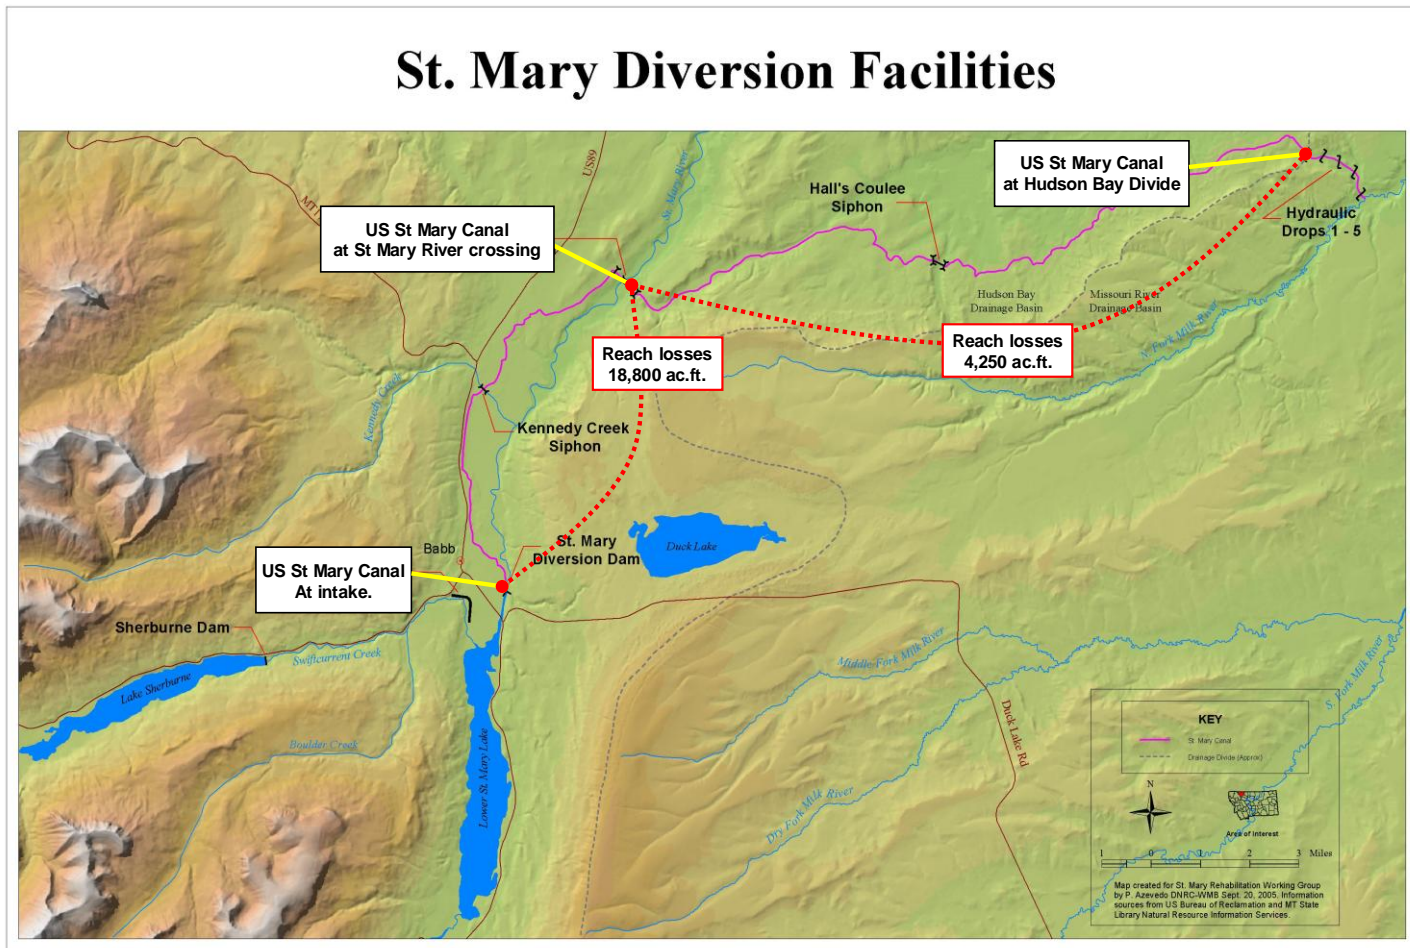 St. Mary Diversion Facilities
US89
MT1
St. Mary River
US St Mary Canal
at Hudson Bay Divide
Hall's Coulee
Siphon
Hydraulic
Drops 1 - 5
US St Mary Canal
at St Mary River crossing
Hudson Bay
Drainage Basin
Missouri River
Drainage Basin
N. Fork Milk River
Reach losses
18,800 ac.ft.
Reach losses
4,250 ac.ft.
Kennedy Creek
Kennedy Creek
Siphon
Babb
St. Mary
Diversion Dam
Duck Lake
US St Mary Canal
At intake.
Sherburne Dam
Swiftcurrent Creek
Lake Sherburne
Boulder Creek
Lower St. Mary Lake
Middle Fork Milk River
Dry Fork Milk River
Duck Lake Rd
S. Fork Milk River
KEY
St. Mary Canal
Drainage Divide (Approx)
N
Area of Interest
1 0 1 2 3 Miles
Map created for St. Mary Rehabilitation Working Group
by P. Azevedo DNRC-WMB Sept. 20, 2005. Information
sources from US Bureau of Reclamation and MT State
Library Natural Resource Information Services.